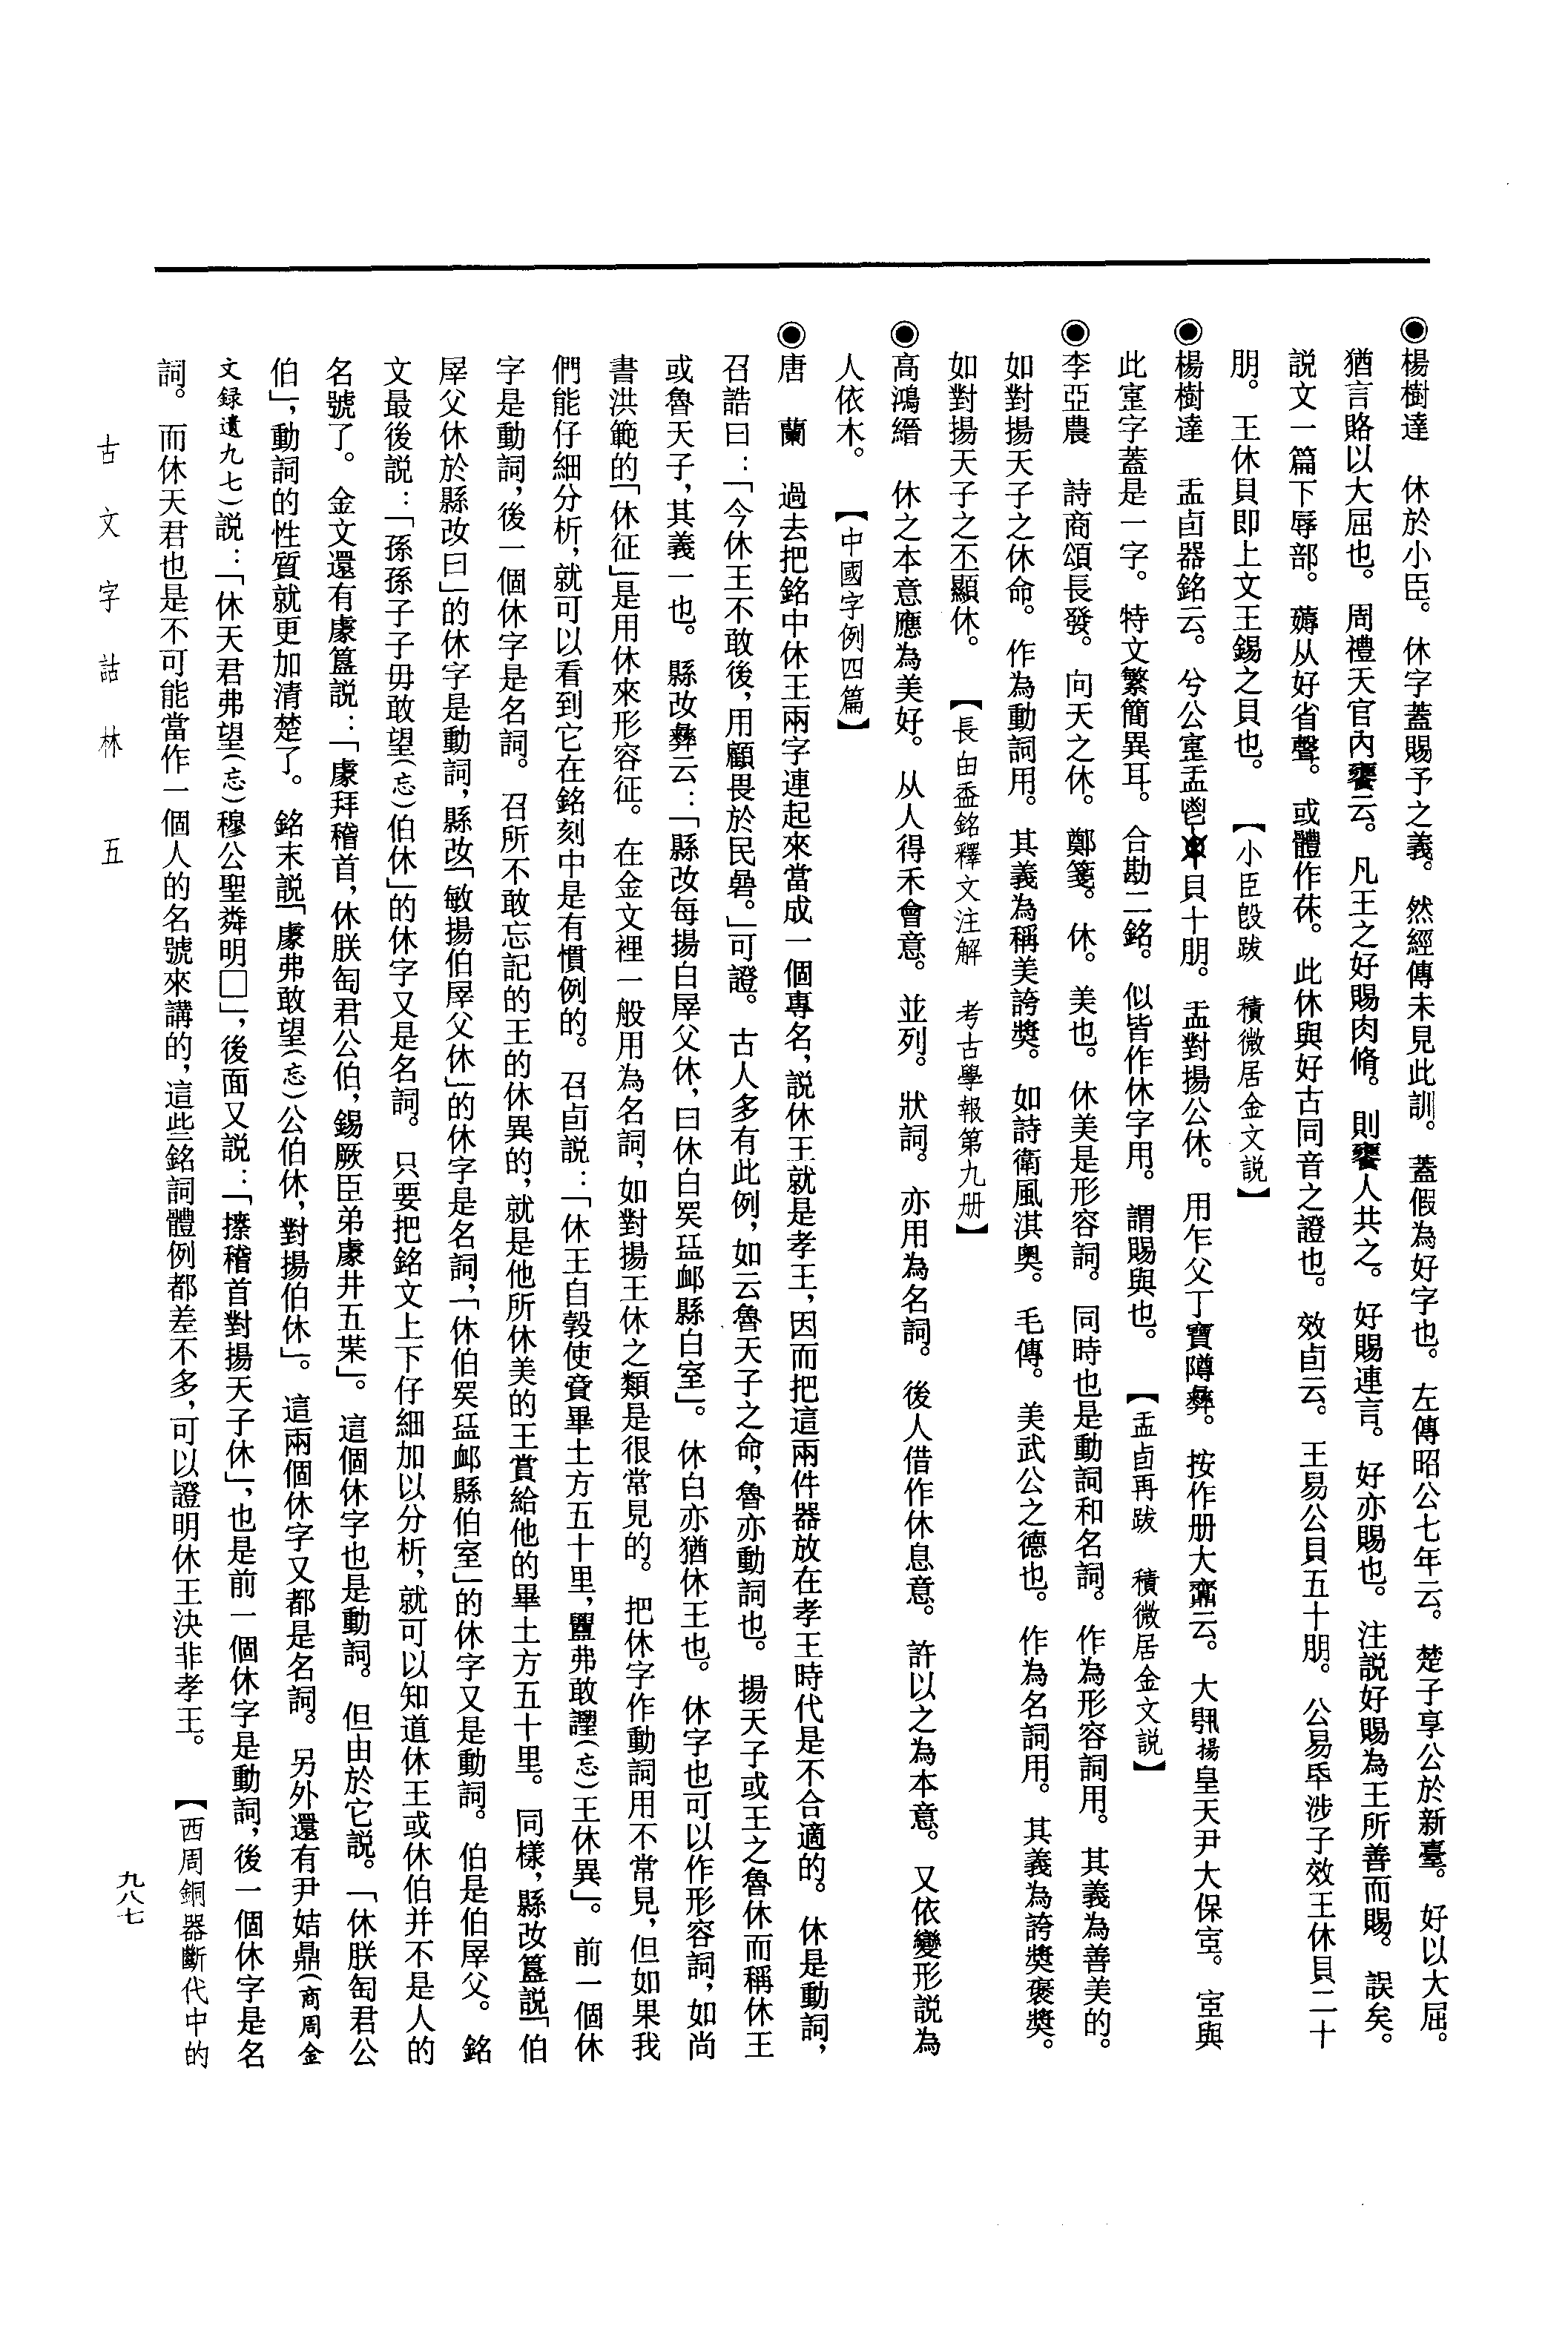 ◉楊樹達　休於小臣。休字蓋賜予之義。然經傳未見此訓。蓋假為好字也。左傳昭公七年云。楚子享公於新臺。好以大屈。
猶言賂以大屈也。周禮天官內饔云。凡王之好賜肉脩。則饔人共之。好賜連言。好亦賜也。注説好賜為王所善而賜。誤矣。
説文一篇下辱部。薅从好省聲。或體作茠。此休與好古同音之證也。效卣云。王易公貝五十朋。公易氒涉子效王休貝二十
朋。王休貝即上文王錫之貝也。【小臣𣪘跋　積微居金文説】
◉楊樹達　盂卣器銘云。兮公窒盂鬯貝十朋。盂對揚公休。用乍父丁寶䵼彝。按作册大鼒云。大揚皇天尹大保室。室與
此窒字蓋是一字。特文繁簡異耳。合勘二銘。似皆作休字用。謂賜與也。【盂卣再跋　積微居金文説】
◉李亞農　詩商頌長發。向天之休。鄭箋。休。美也。休美是形容詞。同時也是動詞和名詞。作為形容詞用。其義為善美的。
如對揚天子之休命。作為動詞用。其義為稱美誇奬。如詩衛風淇奥。毛傳。美武公之德也。作為名詞用。其義為誇奬褒奬。
如對揚天子之丕顯休。【長由盉銘釋文注解　考古學報第九册】
◉高鴻縉　休之本意應為美好。从人得禾會意。並列。狀詞。亦用為名詞。後人借作休息意。許以之為本意。又依變形説為
人依木。【中國字例四篇】
◉唐　蘭　過去把銘中休王兩字連起來當成一個專名，説休王就是孝王，因而把這兩件器放在孝王時代是不合適的。休是動詞，
召誥曰：「今休王不敢後，用顧畏於民碞。」可證。古人多有此例，如云魯天子之命，魯亦動詞也。揚天子或王之魯休而稱休王
或魯天子，其義一也。縣改彝云：「縣改每揚白屖父休，曰休白哭䀠卹縣白室」。休白亦猶休王也。休字也可以作形容詞，如尚
書洪範的「休征」是用休來形容征。在金文裡一般用為名詞，如對揚王休之類是很常見的。把休字作動詞用不常見，但如果我
們能仔細分析，就可以看到它在銘刻中是有慣例的。召卣説：「休王自㝅使賞畢土方五十里，弗敢(忘)王休異」。前一個休
字是動詞，後一個休字是名詞。召所不敢忘記的王的休異的，就是他所休美的王賞給他的畢土方五十里。同樣，縣改簋説「伯
屖父休於縣改曰」的休字是動詞，縣改「敏揚伯屖父休」的休字是名詞，「休伯哭卹縣伯室」的休字又是動詞。伯是伯屖父。銘
文最後説：「孫孫子子毋敢望(忘)伯休」的休字又是名詞。只要把銘文上下仔細加以分析，就可以知道休王或休伯并不是人的
名號了。金文還有䖒簋説：「䖒拜稽首，休朕匋君公伯，錫厥臣弟䖒井五」。這個休字也是動詞。但由於它説。「休朕匋君公
伯」，動詞的性質就更加清楚了。銘末説「䖒弗敢望(忘)公伯休，對揚伯休」。這兩個休字又都是名詞。另外還有尹姞鼎(商周金
文録遺九七)説：「休天君弗望(忘)穆公聖粦明□」，後面又説：「拜稽首對揚天子休」，也是前一個休字是動詞，後一個休字是名
詞。而休天君也是不可能當作一個人的名號來講的，這些銘詞體例都差不多，可以證明休王決非孝王。【西周銅器斷代中的
古文字詁林　五
九八七